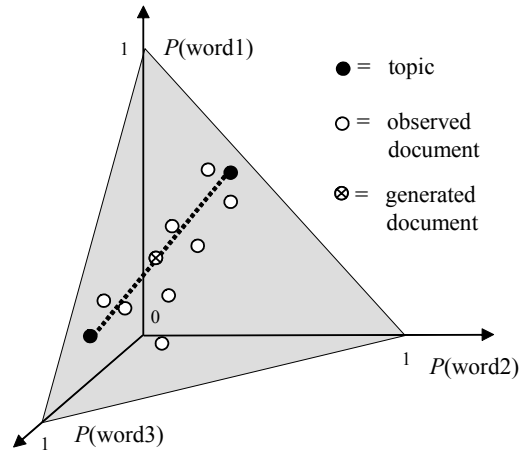 1
P(word1)
= topic
= observed
document
= generated
document
0
1
P(word2)
1
P(word3)